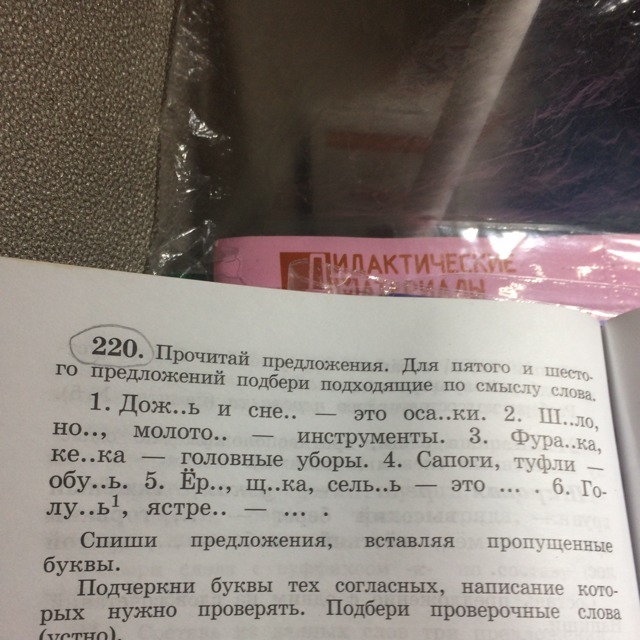 ДИДАКТИЧЕСКИЕ
МАТЕРИАЛЫ
220. Прочитай предложения. Для пятого и шесто-
го предложений подбери подходящие по смыслу слова.
1. Дож..ь и сне.. — это оса..ки. 2. Ш..ло,
но.., молото.. — инструменты. 3. Фура..ка,
ке..ка — головные уборы. 4. Сапоги, туфли —
обу..ь. 5. Ёр.., щ..ка, сель..ь — это ... . 6. Го-
лу..ь¹, ястре.. — ... .
Спиши предложения, вставляя пропущенные
буквы.
Подчеркни буквы тех согласных, написание кото-
рых нужно проверять. Подбери проверочные слова
(устно).